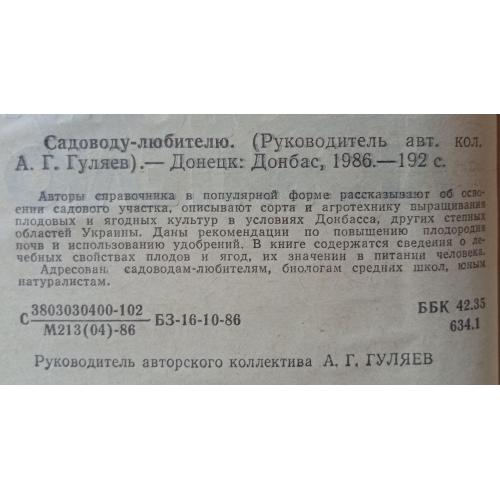 Садоводу-любителю. (Руководитель авт. кол.
А. Г. Гуляев).— Донецк: Донбас, 1986.—192 с.
Авторы справочника в популярной форме рассказывают об осво-
ении садового участка, описывают сорта и агротехнику выращивания
плодовых и ягодных культур в условиях Донбасса, других степных
областей Украины. Даны рекомендации по повышению плодородия
почв и использованию удобрений. В книге содержатся сведения о ле-
чебных свойствах плодов и ягод, их значении в питании человека.
Адресован садоводам-любителям, биологам средних школ, юным
натуралистам.
С 3803030400-102 БЗ-16-10-86 ББК 42.35
М213(04)-86 634.1
Руководитель авторского коллектива А. Г. ГУЛЯЕВ